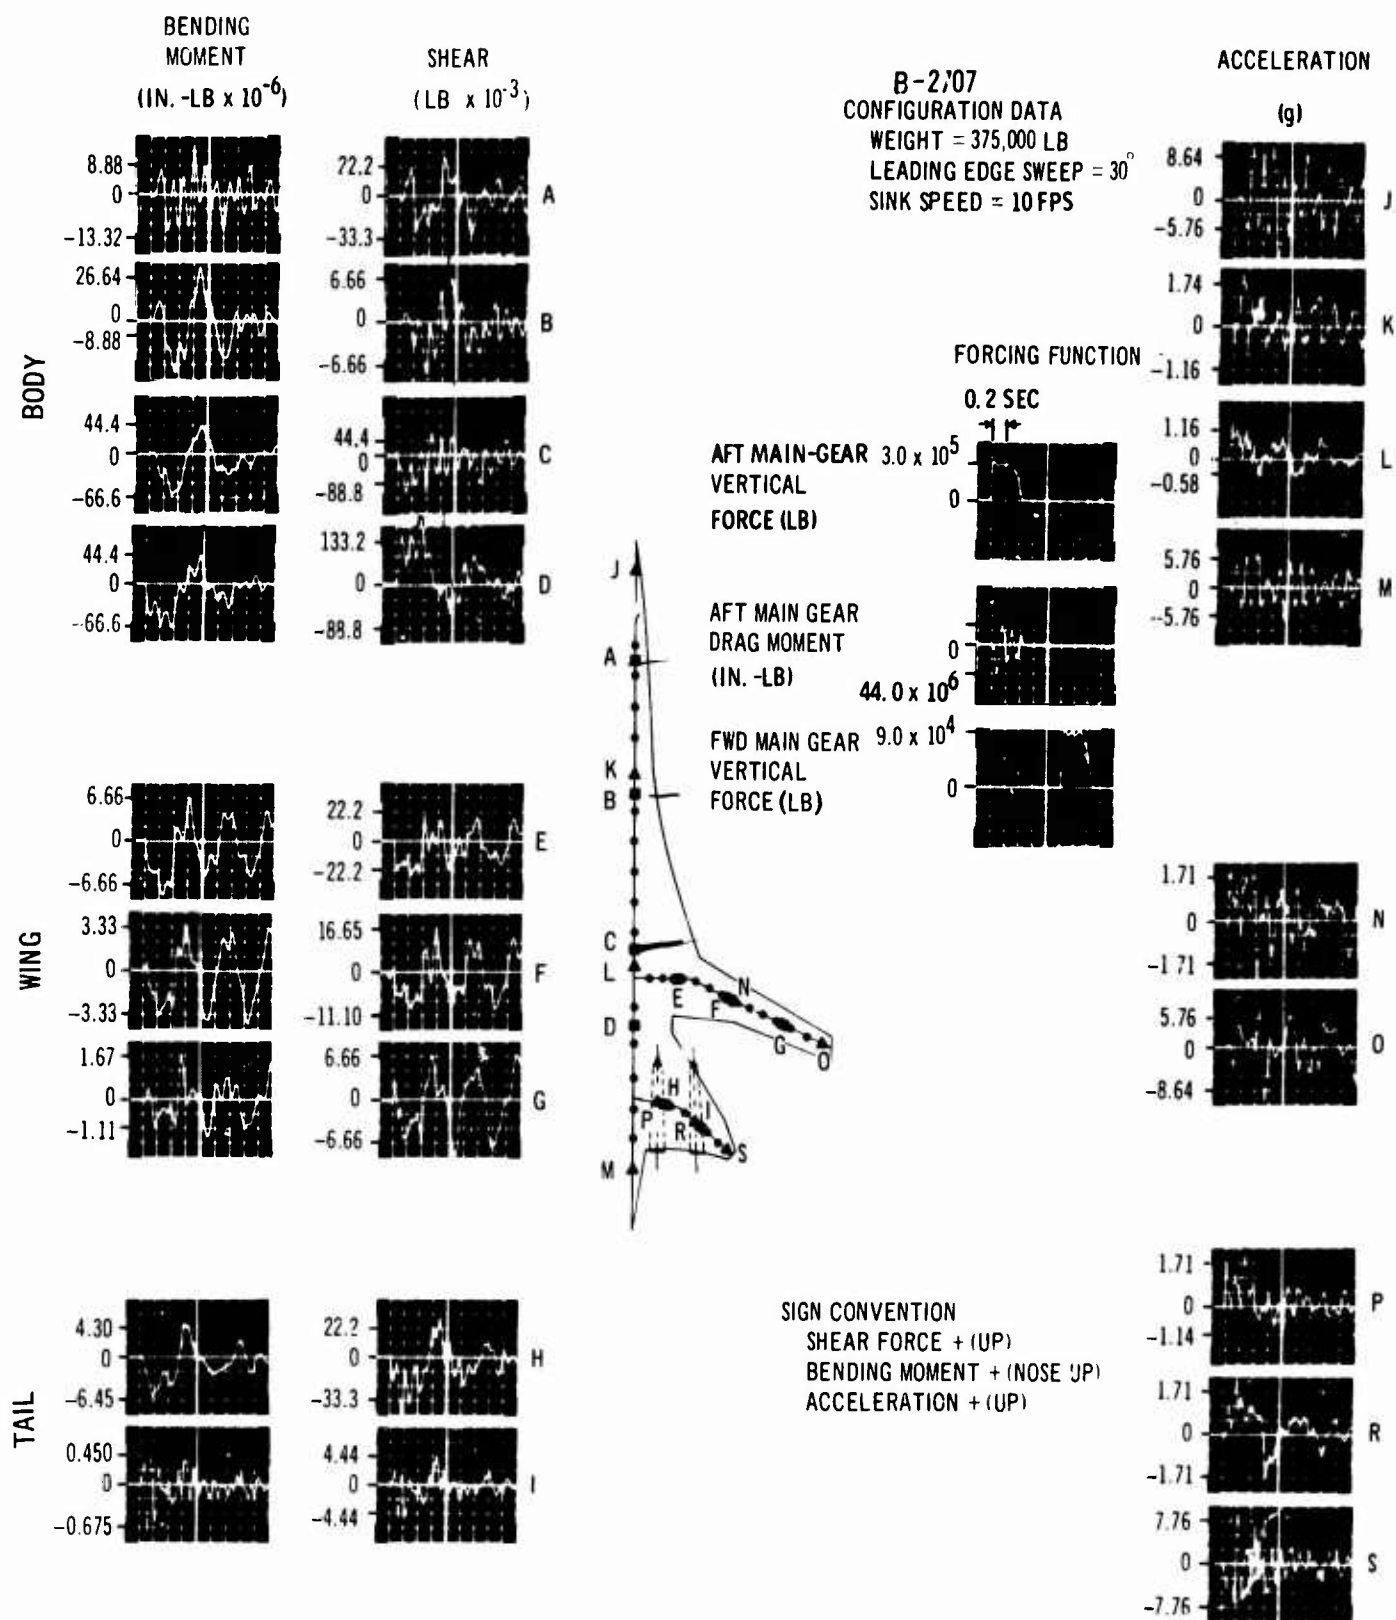 BENDING
MOMENT
(IN. -LB x 10⁻⁶)
SHEAR
(LB x 10⁻³)
B-2707
CONFIGURATION DATA
WEIGHT = 375,000 LB
LEADING EDGE SWEEP = 30°
SINK SPEED = 10 FPS
ACCELERATION
(g)
BODY
8.88
0
-13.32
22.2
0
-33.3
A
26.64
0
-8.88
6.66
0
-6.66
B
44.4
0
-66.6
44.4
0
-88.8
C
44.4
0
-66.6
133.2
0
-88.8
D
8.64
0
-5.76
J
1.74
0
-1.16
K
1.16
0
-0.58
L
5.76
0
-5.76
M
FORCING FUNCTION
0.2 SEC
AFT MAIN-GEAR
VERTICAL
FORCE (LB)
3.0 x 10⁵
0
AFT MAIN GEAR
DRAG MOMENT
(IN. -LB)
0
44.0 x 10⁶
FWD MAIN GEAR
VERTICAL
FORCE (LB)
9.0 x 10⁴
0
J
A
K
B
C
L
D
E
F
N
G
O
H
P
I
R
S
M
WING
6.66
0
-6.66
22.2
0
-22.2
E
3.33
0
-3.33
16.65
0
-11.10
F
1.67
0
-1.11
6.66
0
-6.66
G
1.71
0
-1.71
N
5.76
0
-8.64
O
TAIL
4.30
0
-6.45
22.2
0
-33.3
H
0.450
0
-0.675
4.44
0
-4.44
I
SIGN CONVENTION
SHEAR FORCE + (UP)
BENDING MOMENT + (NOSE UP)
ACCELERATION + (UP)
1.71
0
-1.14
P
1.71
0
-1.71
R
7.76
0
-7.76
S